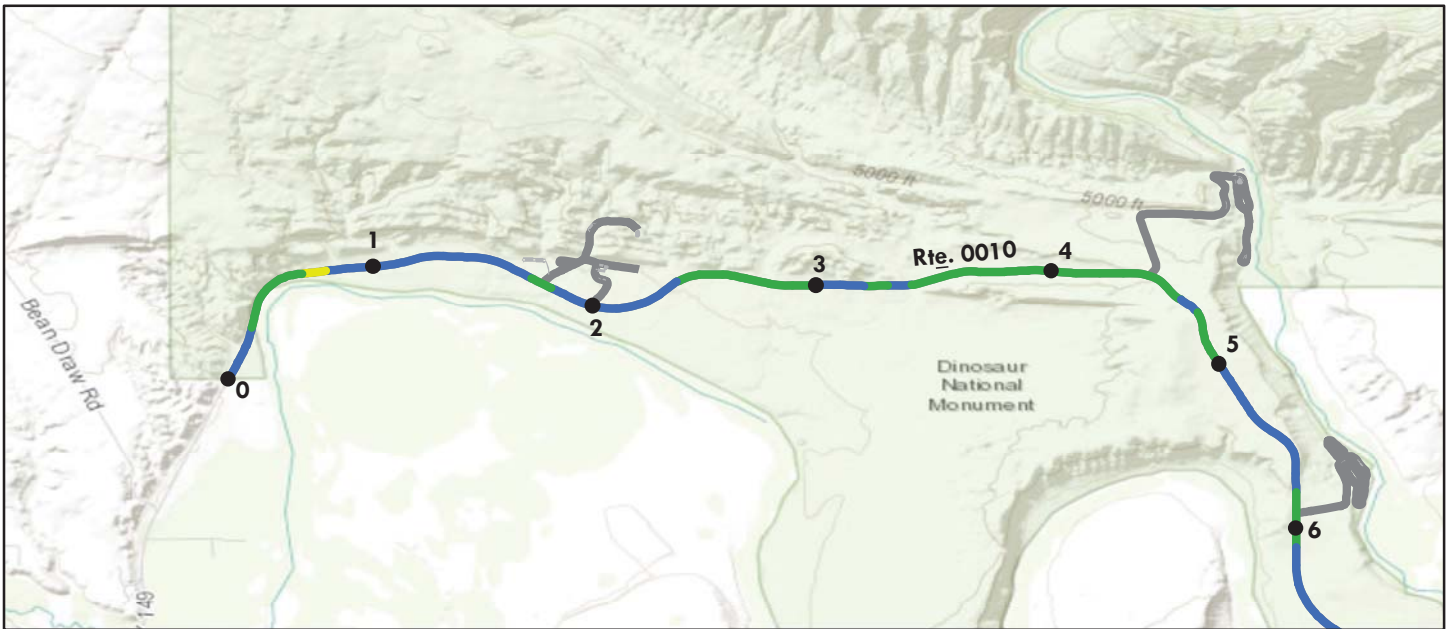 5000 ft
5000 ft
1
Rte. 0010
4
3
2
Bean Draw Rd
5
Dinosaur
National
Monument
0
6
149